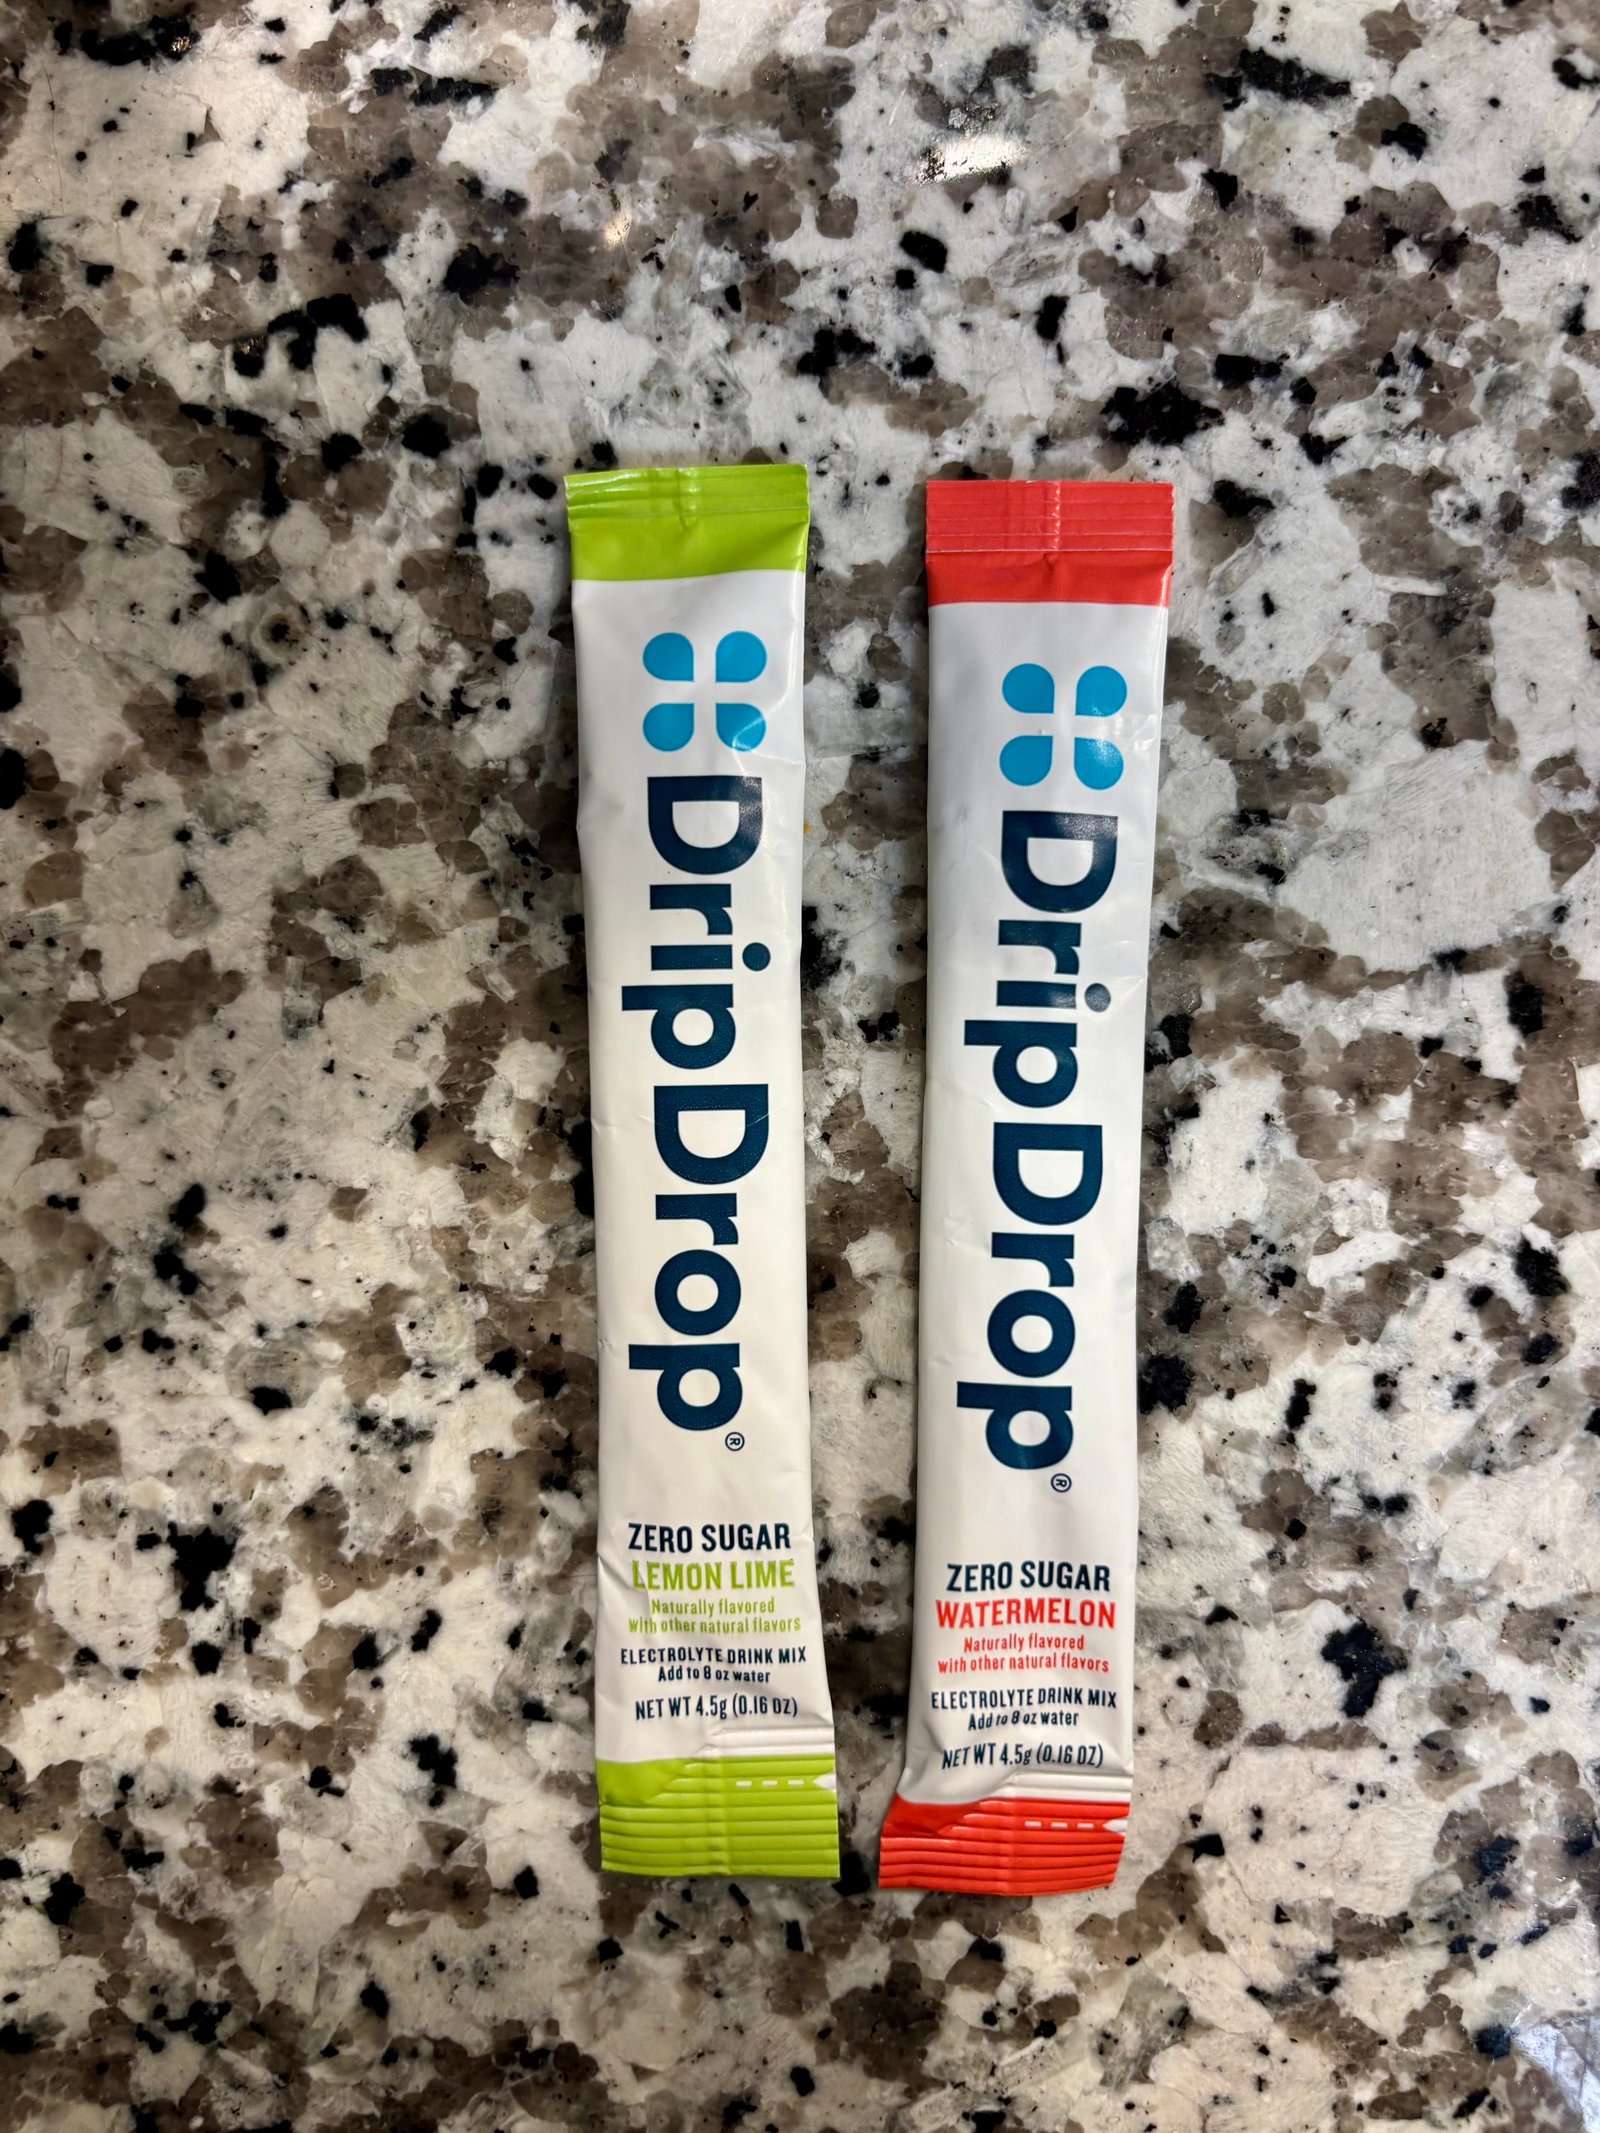 DripDrop®
ZERO SUGAR
LEMON LIME
Naturally flavored
with other natural flavors
ELECTROLYTE DRINK MIX
Add to 8 oz water
NET WT 4.5g (0.16 OZ)
DripDrop®
ZERO SUGAR
WATERMELON
Naturally flavored
with other natural flavors
ELECTROLYTE DRINK MIX
Add to 8 oz water
NET WT 4.5g (0.16 OZ)